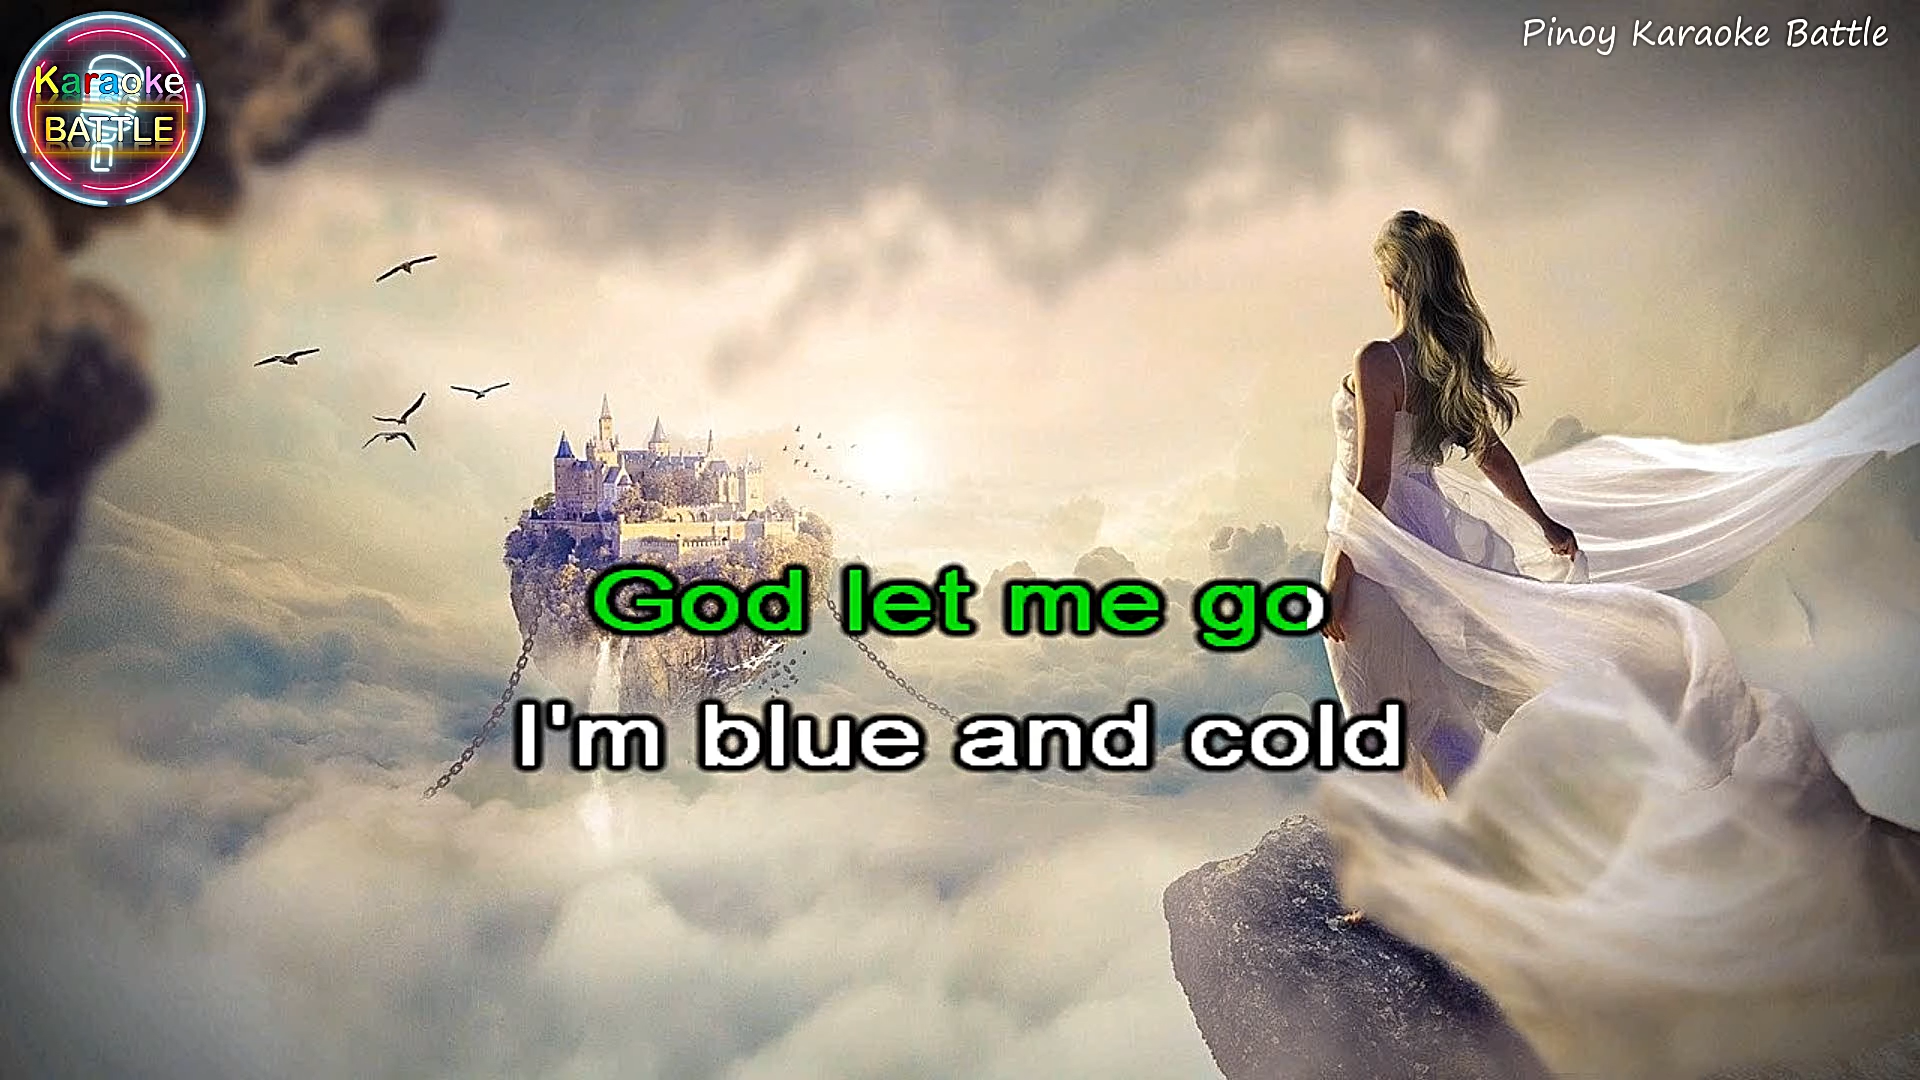 Karaoke
BATTLE
Pinoy Karaoke Battle
God let me go
I'm blue and cold